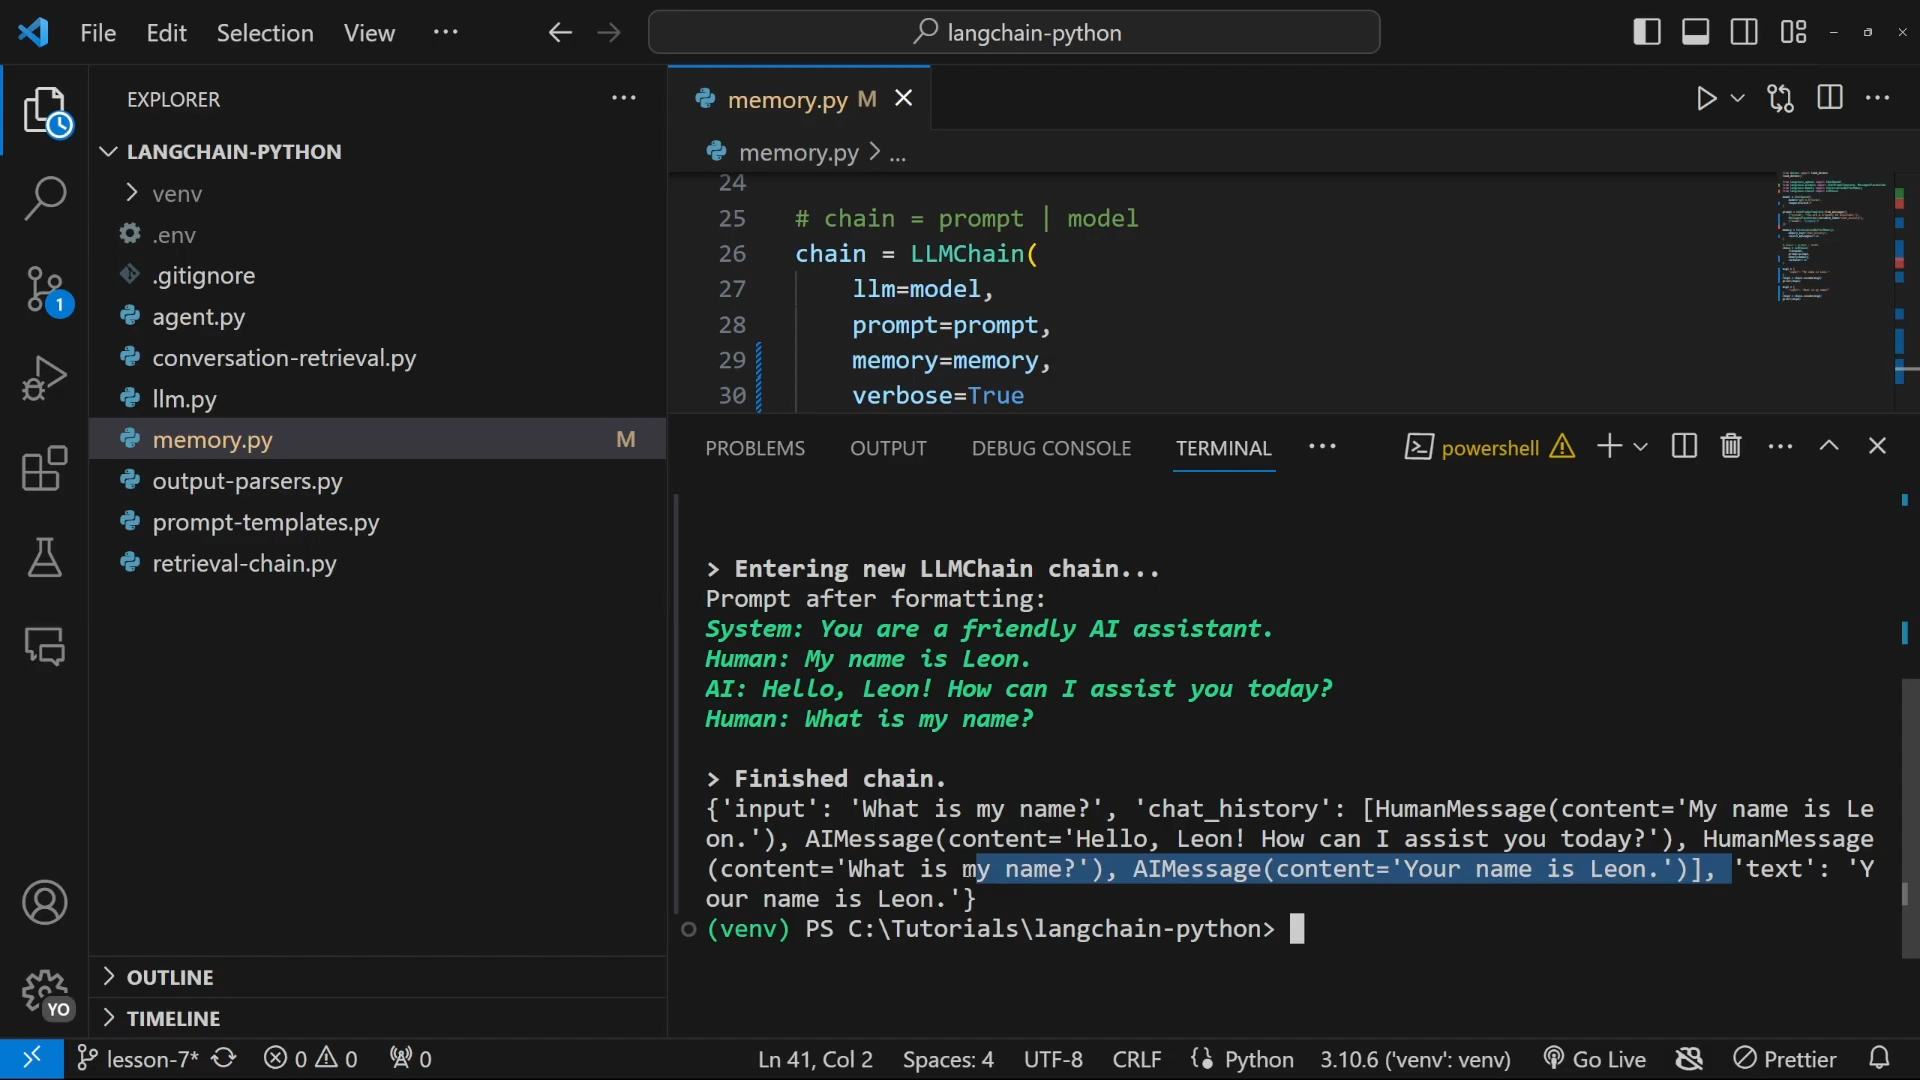 File Edit Selection View ··· langchain-python
EXPLORER ···
LANGCHAIN-PYTHON
venv
.env
.gitignore
agent.py
conversation-retrieval.py
llm.py
memory.py M
output-parsers.py
prompt-templates.py
retrieval-chain.py
OUTLINE
TIMELINE
1
YO
memory.py M
memory.py > ...
24
25 # chain = prompt | model
26 chain = LLMChain(
27 llm=model,
28 prompt=prompt,
29 memory=memory,
30 verbose=True
PROBLEMS OUTPUT DEBUG CONSOLE TERMINAL ··· powershell
> Entering new LLMChain chain...
Prompt after formatting:
System: You are a friendly AI assistant.
Human: My name is Leon.
AI: Hello, Leon! How can I assist you today?
Human: What is my name?
> Finished chain.
{'input': 'What is my name?', 'chat_history': [HumanMessage(content='My name is Le
on.'), AIMessage(content='Hello, Leon! How can I assist you today?'), HumanMessage
(content='What is my name?'), AIMessage(content='Your name is Leon.')], 'text': 'Y
our name is Leon.'}
(venv) PS C:\Tutorials\langchain-python>
lesson-7* 0 0 0 Ln 41, Col 2 Spaces: 4 UTF-8 CRLF Python 3.10.6 ('venv': venv) Go Live Prettier